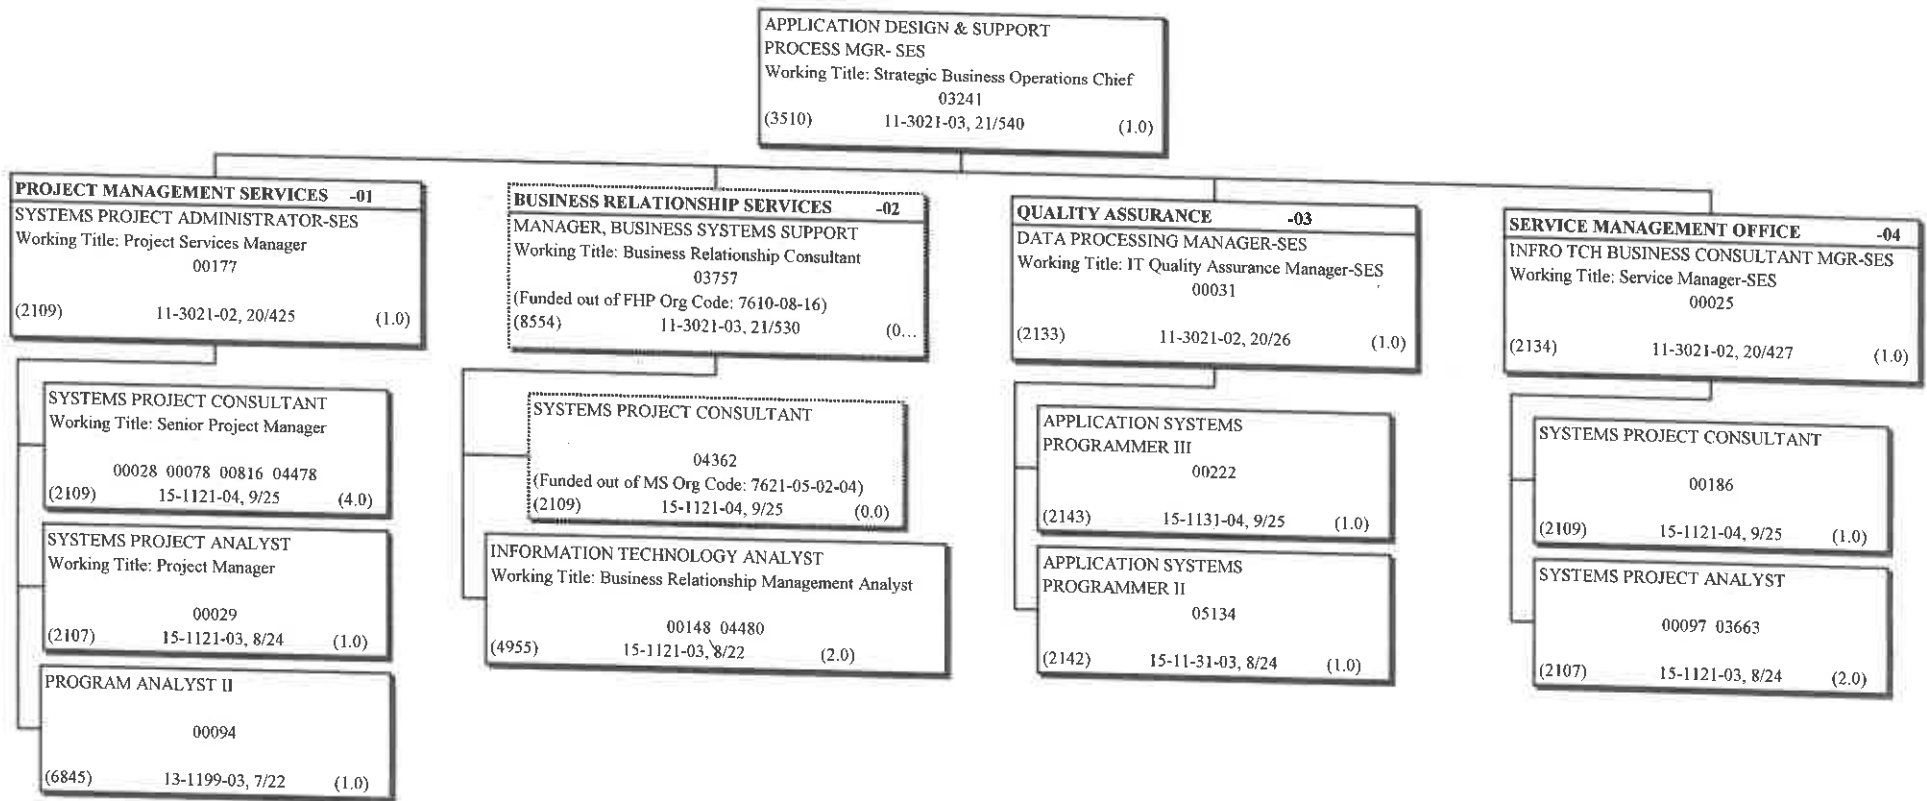 APPLICATION DESIGN & SUPPORT
PROCESS MGR- SES
Working Title: Strategic Business Operations Chief
03241
(3510) 11-3021-03, 21/540 (1.0)
PROJECT MANAGEMENT SERVICES -01
SYSTEMS PROJECT ADMINISTRATOR-SES
Working Title: Project Services Manager
00177
(2109) 11-3021-02, 20/425 (1.0)
SYSTEMS PROJECT CONSULTANT
Working Title: Senior Project Manager
00028 00078 00816 04478
(2109) 15-1121-04, 9/25 (4.0)
SYSTEMS PROJECT ANALYST
Working Title: Project Manager
00029
(2107) 15-1121-03, 8/24 (1.0)
PROGRAM ANALYST II
00094
(6845) 13-1199-03, 7/22 (1.0)
BUSINESS RELATIONSHIP SERVICES -02
MANAGER, BUSINESS SYSTEMS SUPPORT
Working Title: Business Relationship Consultant
03757
(Funded out of FHP Org Code: 7610-08-16)
(8554) 11-3021-03, 21/530 (0...
SYSTEMS PROJECT CONSULTANT
04362
(Funded out of MS Org Code: 7621-05-02-04)
(2109) 15-1121-04, 9/25 (0.0)
INFORMATION TECHNOLOGY ANALYST
Working Title: Business Relationship Management Analyst
00148 04480
(4955) 15-1121-03, 8/22 (2.0)
QUALITY ASSURANCE -03
DATA PROCESSING MANAGER-SES
Working Title: IT Quality Assurance Manager-SES
00031
(2133) 11-3021-02, 20/26 (1.0)
APPLICATION SYSTEMS
PROGRAMMER III
00222
(2143) 15-1131-04, 9/25 (1.0)
APPLICATION SYSTEMS
PROGRAMMER II
05134
(2142) 15-11-31-03, 8/24 (1.0)
SERVICE MANAGEMENT OFFICE -04
INFRO TCH BUSINESS CONSULTANT MGR-SES
Working Title: Service Manager-SES
00025
(2134) 11-3021-02, 20/427 (1.0)
SYSTEMS PROJECT CONSULTANT
00186
(2109) 15-1121-04, 9/25 (1.0)
SYSTEMS PROJECT ANALYST
00097 03663
(2107) 15-1121-03, 8/24 (2.0)